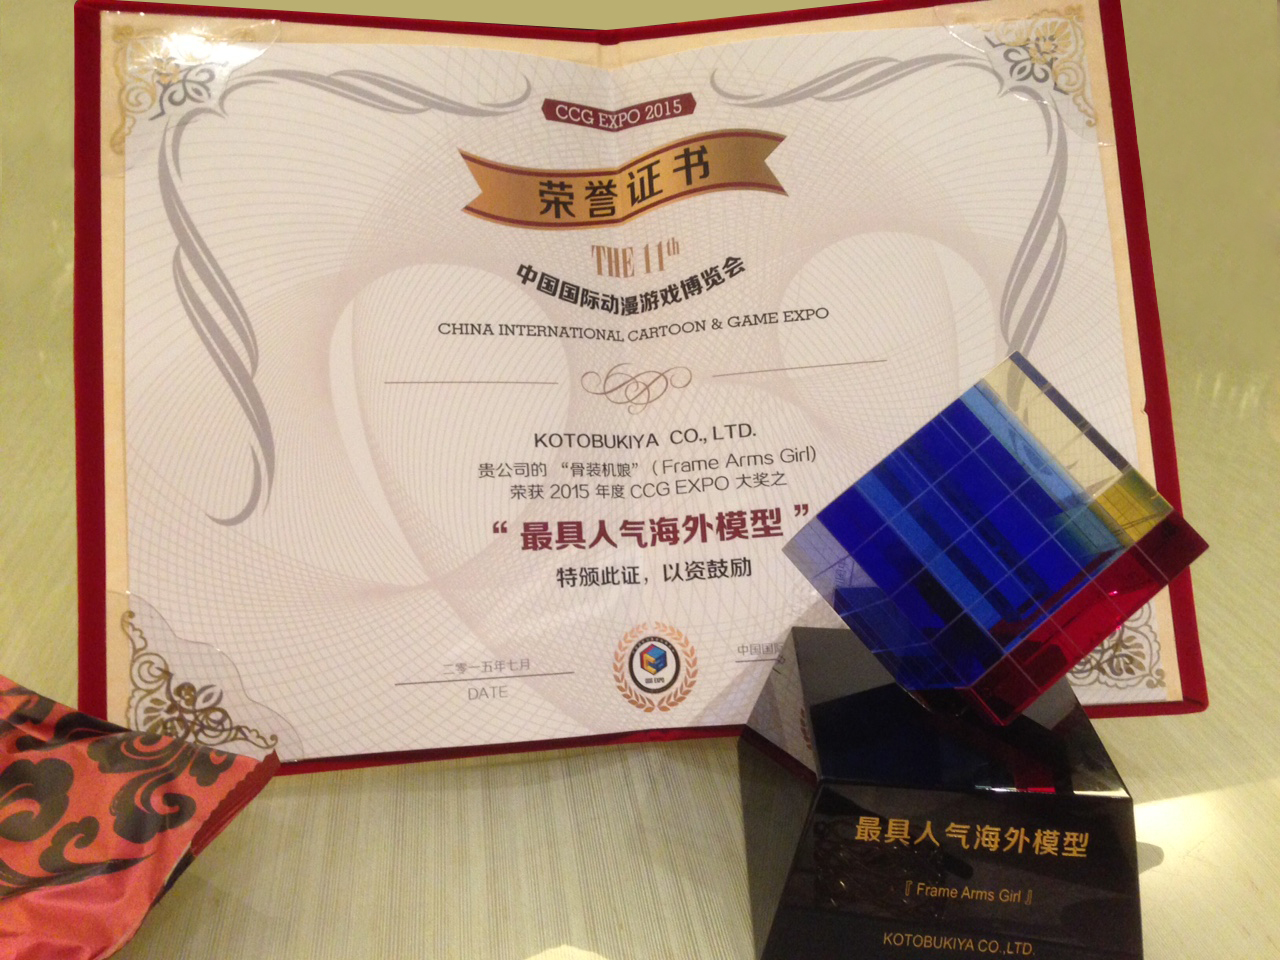 CCG EXPO 2015
荣誉证书
THE 11th
中国国际动漫游戏博览会
CHINA INTERNATIONAL CARTOON & GAME EXPO
KOTOBUKIYA CO., LTD.
贵公司的 “骨装机娘” (Frame Arms Girl)
荣获 2015 年度 CCG EXPO 大奖之
“最具人气海外模型”
特颁此证，以资鼓励
二零一五年七月
DATE
中国国际
最具人气海外模型
『 Frame Arms Girl 』
KOTOBUKIYA CO.,LTD.